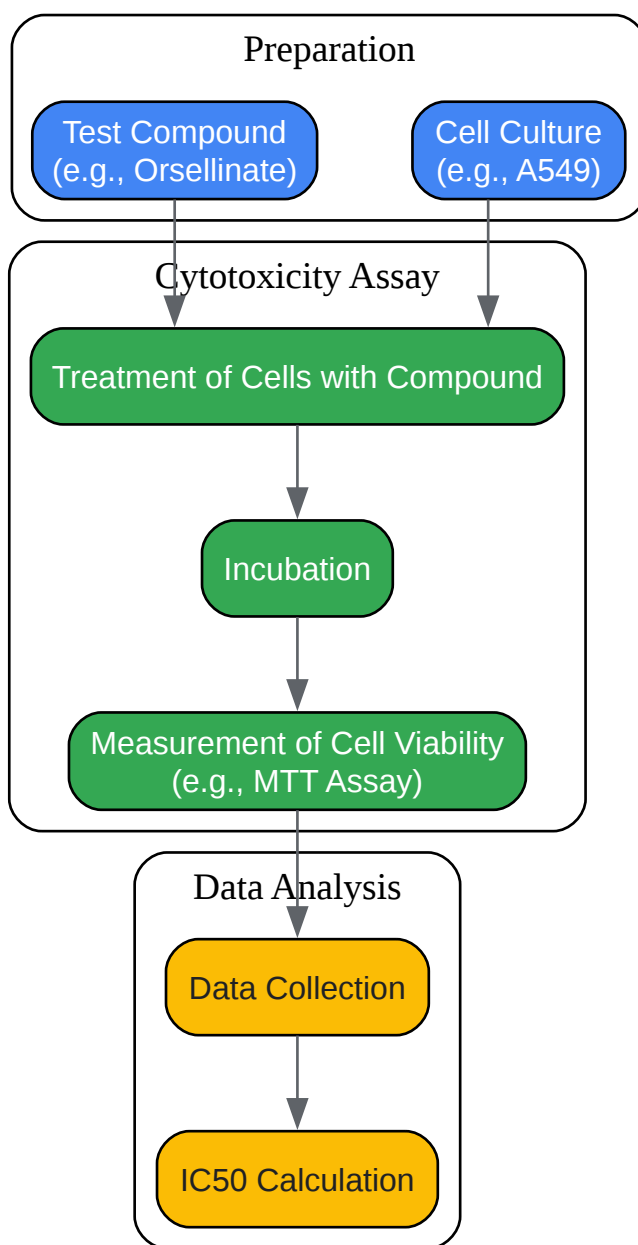 Preparation
Test Compound
(e.g., Orsellinate)
Cell Culture
(e.g., A549)
Cytotoxicity Assay
Treatment of Cells with Compound
Incubation
Measurement of Cell Viability
(e.g., MTT Assay)
Data Analysis
Data Collection
IC50 Calculation